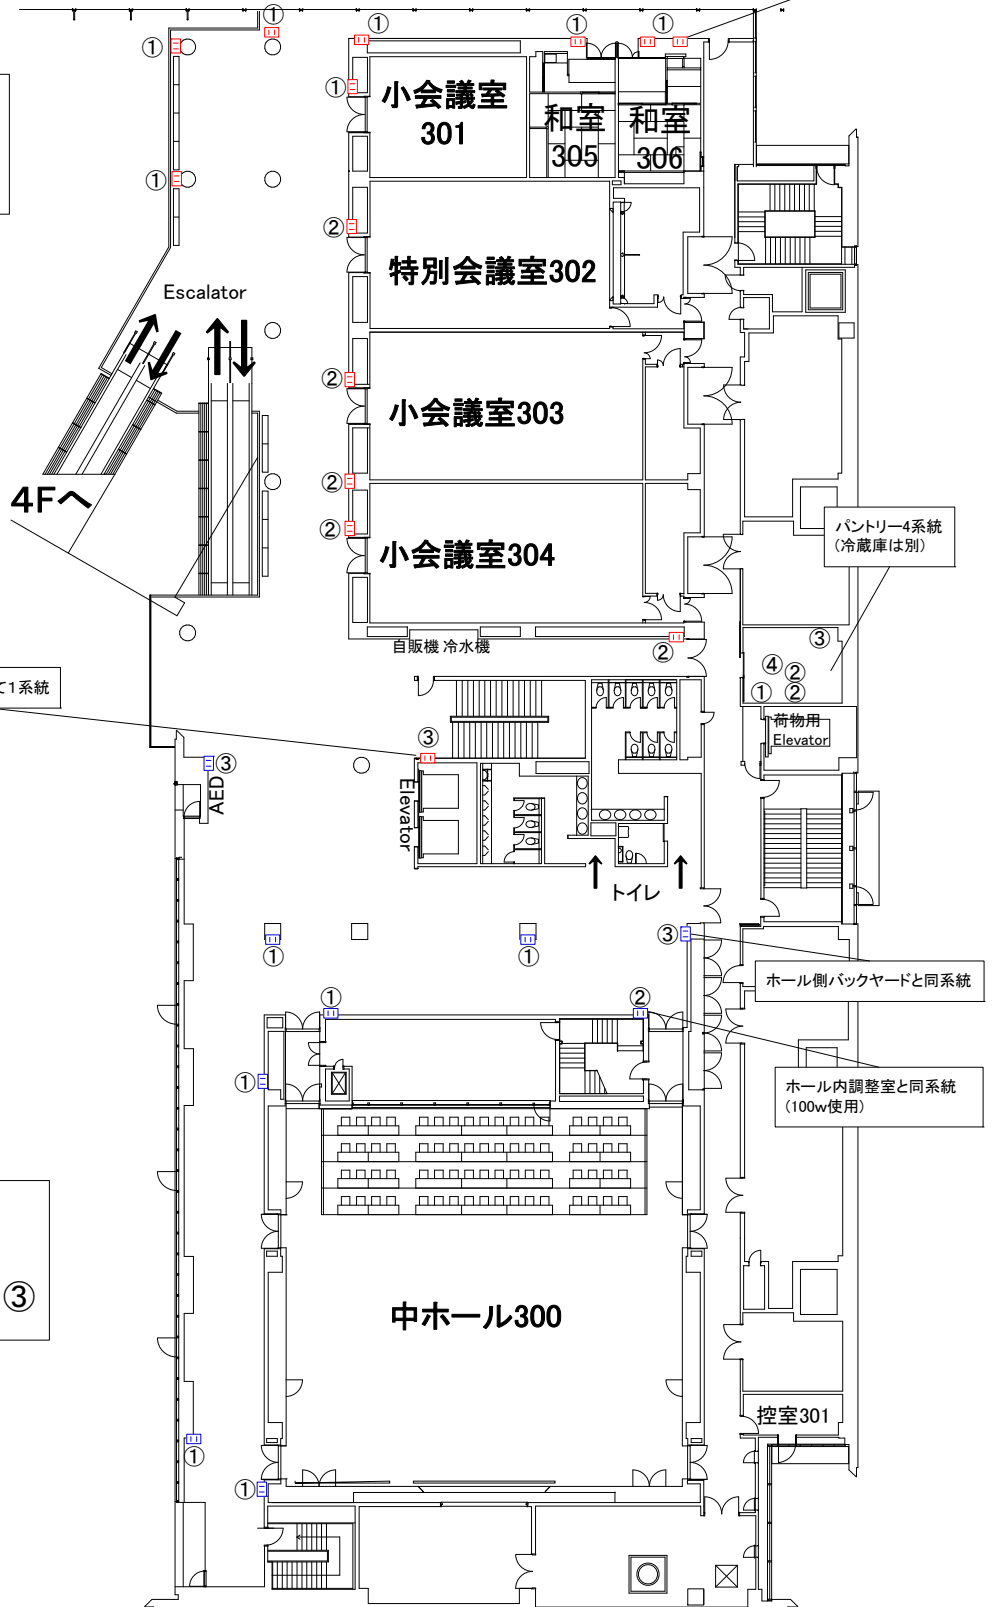 ①
①
①
①
①
①
小会議室
301
和室
305
和室
306
①
②
特別会議室302
Escalator
②
小会議室303
4Fへ
②
②
小会議室304
パントリー4系統
(冷蔵庫は別)
自販機 冷水機
②
③
④
②
①
②
て1系統
荷物用
Elevator
③
③
AED
Elevator
トイレ
①
①
③
ホール側バックヤードと同系統
①
②
①
ホール内調整室と同系統
(100w使用)
③
中ホール300
控室301
①
①